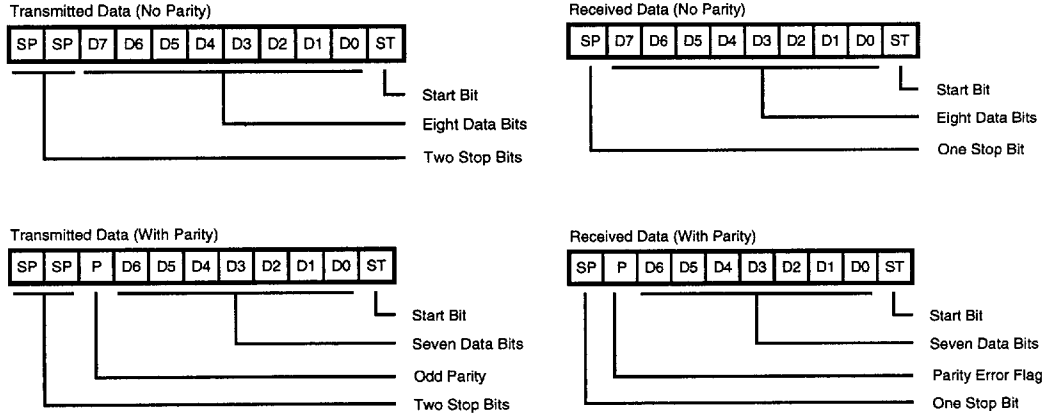 Transmitted Data (No Parity)
SP SP D7 D6 D5 D4 D3 D2 D1 D0 ST
Start Bit
Eight Data Bits
Two Stop Bits
Received Data (No Parity)
SP D7 D6 D5 D4 D3 D2 D1 D0 ST
Start Bit
Eight Data Bits
One Stop Bit
Transmitted Data (With Parity)
SP SP P D6 D5 D4 D3 D2 D1 D0 ST
Start Bit
Seven Data Bits
Odd Parity
Two Stop Bits
Received Data (With Parity)
SP P D6 D5 D4 D3 D2 D1 D0 ST
Start Bit
Seven Data Bits
Parity Error Flag
One Stop Bit